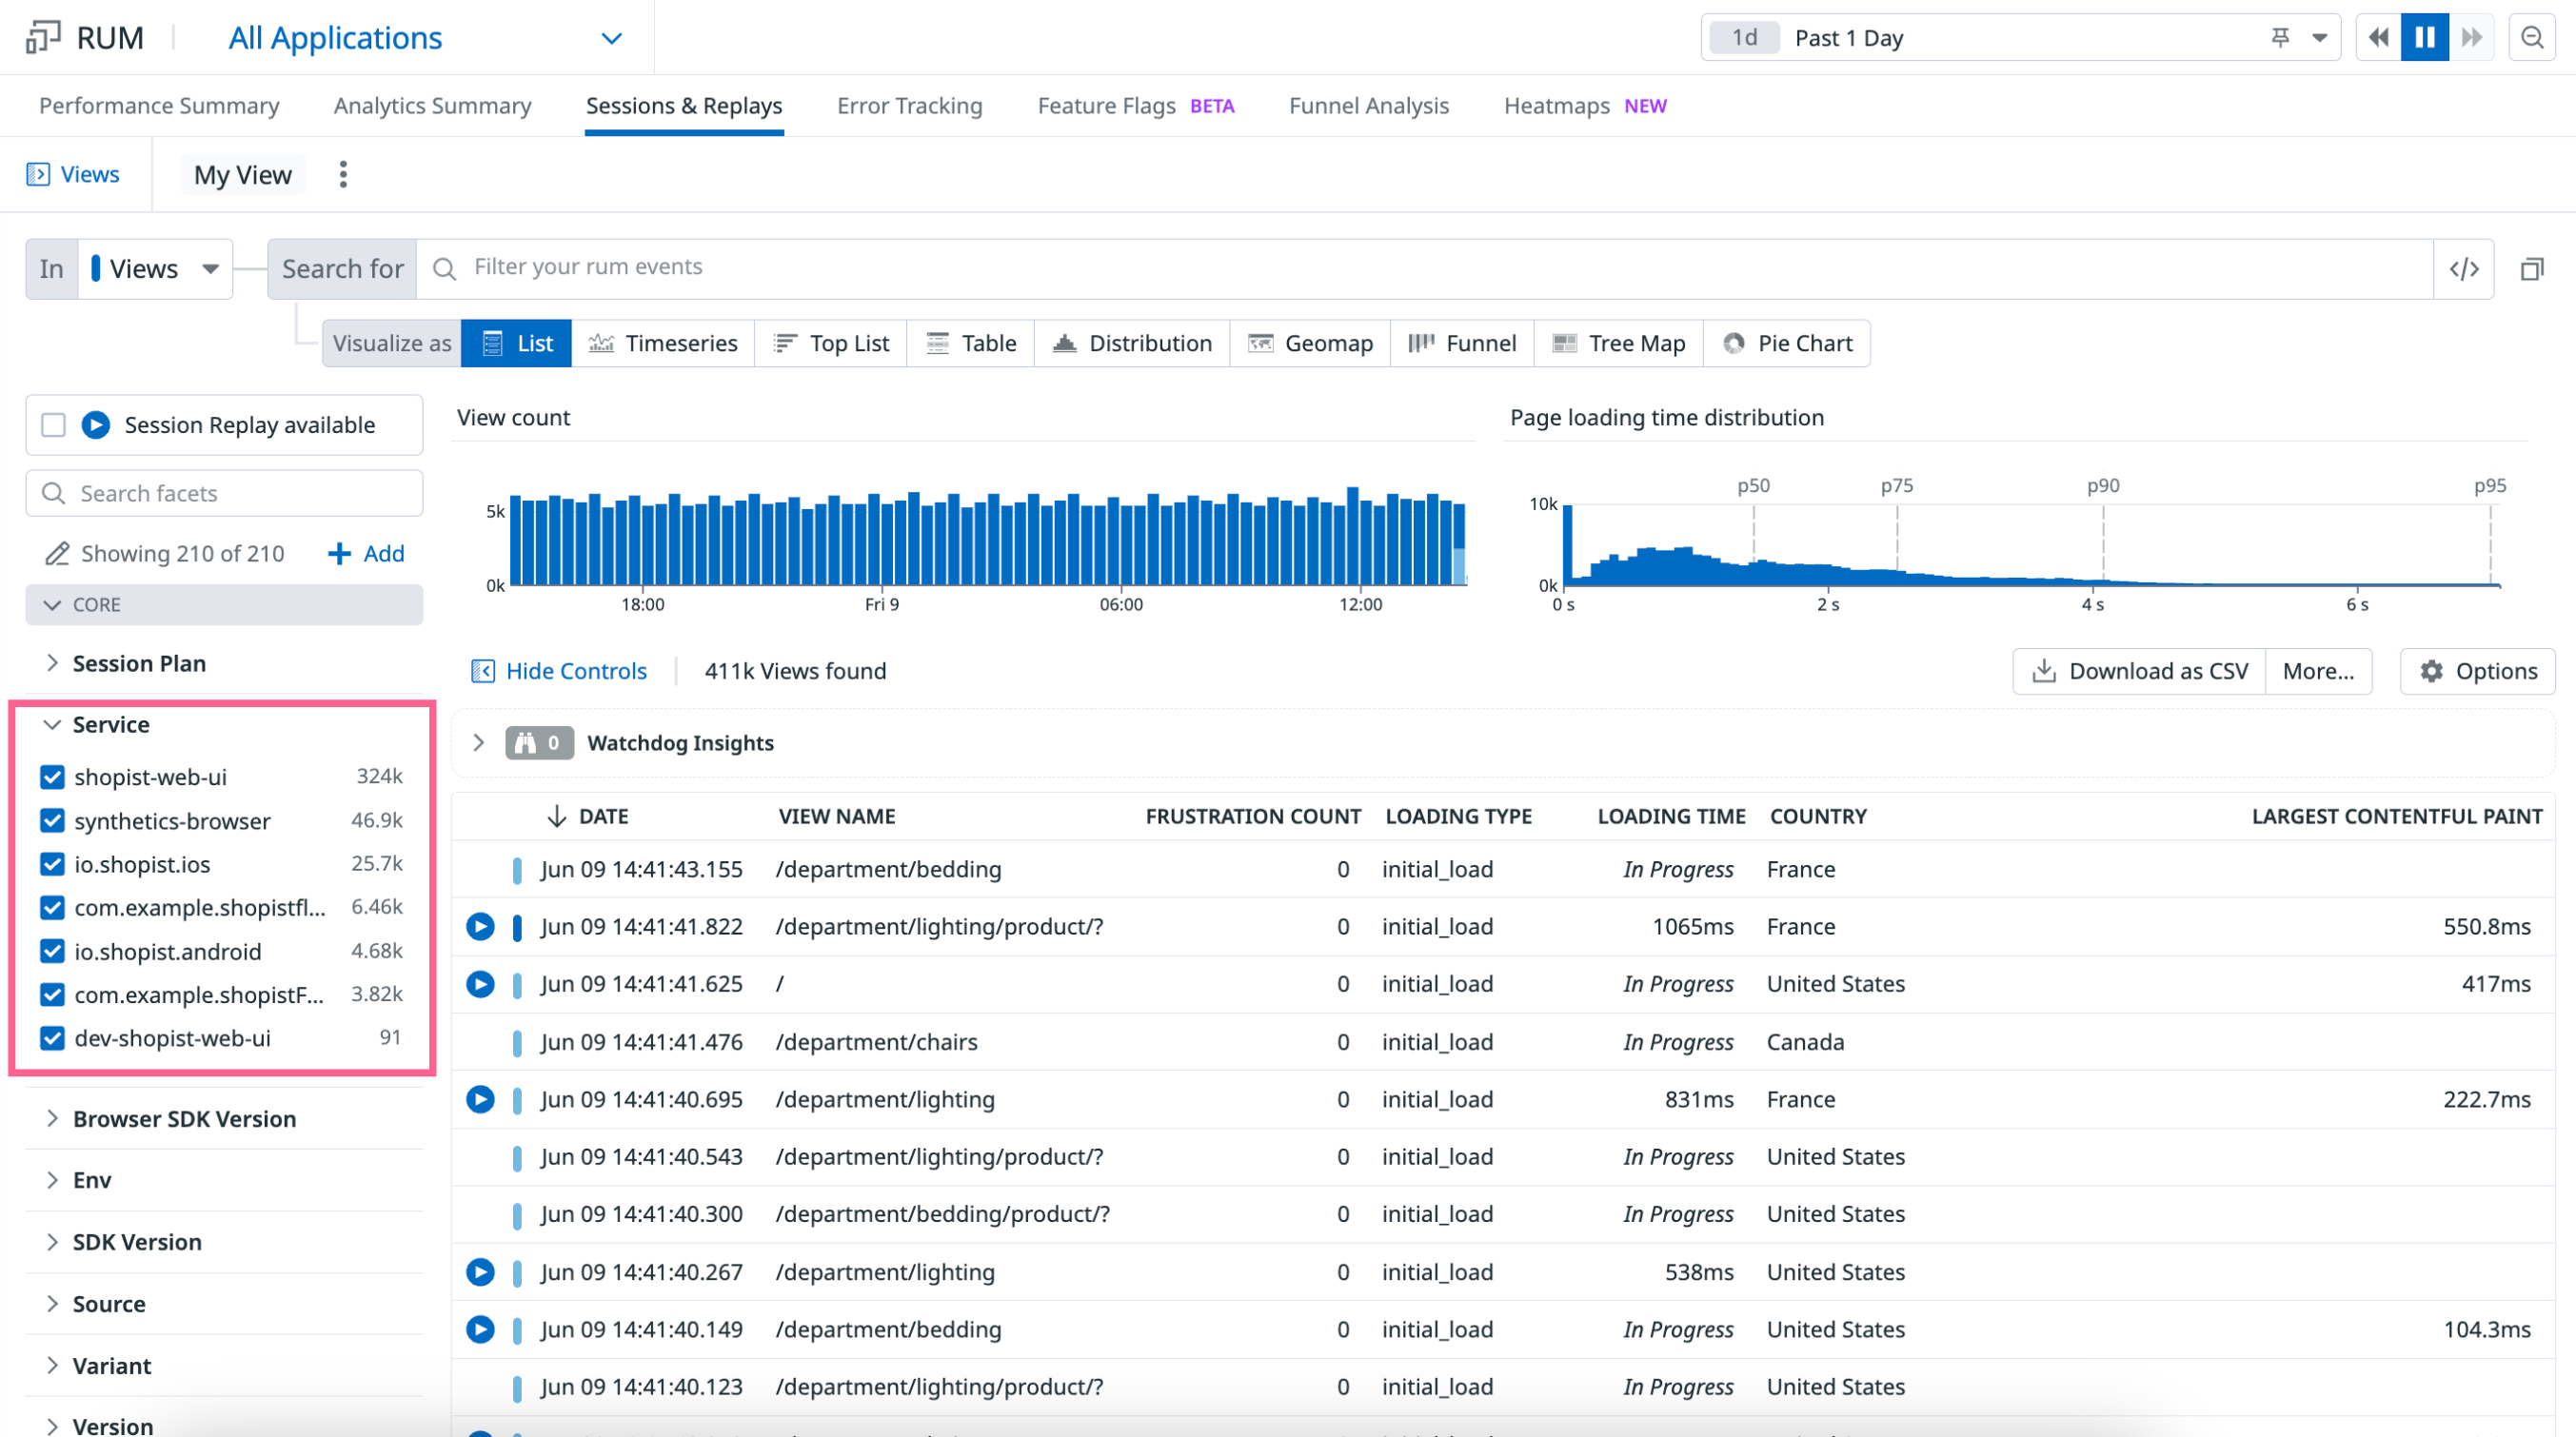 RUM All Applications 1d Past 1 Day
Performance Summary Analytics Summary Sessions & Replays Error Tracking Feature Flags BETA Funnel Analysis Heatmaps NEW
Views My View
In Views Search for Filter your rum events </>
Visualize as List Timeseries Top List Table Distribution Geomap Funnel Tree Map Pie Chart
Session Replay available
Search facets
Showing 210 of 210 Add
CORE
Session Plan
Service
shopist-web-ui 324k
synthetics-browser 46.9k
io.shopist.ios 25.7k
com.example.shopistfl... 6.46k
io.shopist.android 4.68k
com.example.shopistF... 3.82k
dev-shopist-web-ui 91
Browser SDK Version
Env
SDK Version
Source
Variant
Version
View count
5k
0k
18:00 Fri 9 06:00 12:00
Page loading time distribution
p50 p75 p90 p95
10k
0k
0 s 2 s 4 s 6 s
Hide Controls 411k Views found Download as CSV More... Options
0 Watchdog Insights
DATE VIEW NAME FRUSTRATION COUNT LOADING TYPE LOADING TIME COUNTRY LARGEST CONTENTFUL PAINT
Jun 09 14:41:43.155 /department/bedding 0 initial_load In Progress France
Jun 09 14:41:41.822 /department/lighting/product/? 0 initial_load 1065ms France 550.8ms
Jun 09 14:41:41.625 / 0 initial_load In Progress United States 417ms
Jun 09 14:41:41.476 /department/chairs 0 initial_load In Progress Canada
Jun 09 14:41:40.695 /department/lighting 0 initial_load 831ms France 222.7ms
Jun 09 14:41:40.543 /department/lighting/product/? 0 initial_load In Progress United States
Jun 09 14:41:40.300 /department/bedding/product/? 0 initial_load In Progress United States
Jun 09 14:41:40.267 /department/lighting 0 initial_load 538ms United States
Jun 09 14:41:40.149 /department/bedding 0 initial_load In Progress United States 104.3ms
Jun 09 14:41:40.123 /department/lighting/product/? 0 initial_load In Progress United States